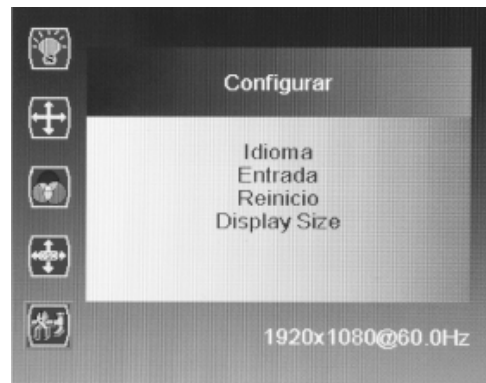 Configurar
Idioma
Entrada
Reinicio
Display Size
1920x1080@60.0Hz